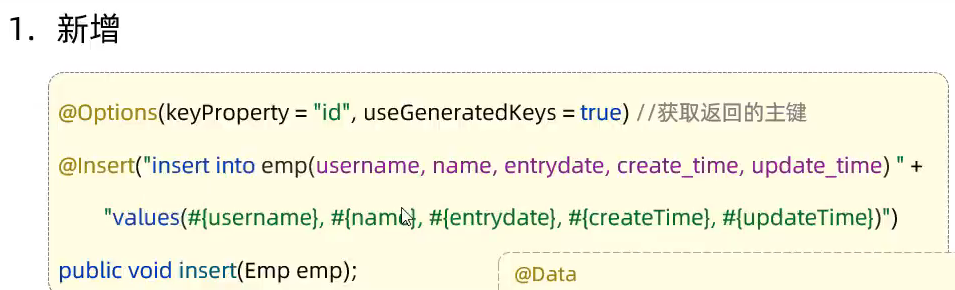 1. 新增
@Options(keyProperty = "id", useGeneratedKeys = true) //获取返回的主键
@Insert("insert into emp(username, name, entrydate, create_time, update_time) " +
"values(#{username}, #{name}, #{entrydate}, #{createTime}, #{updateTime})")
public void insert(Emp emp);
@Data